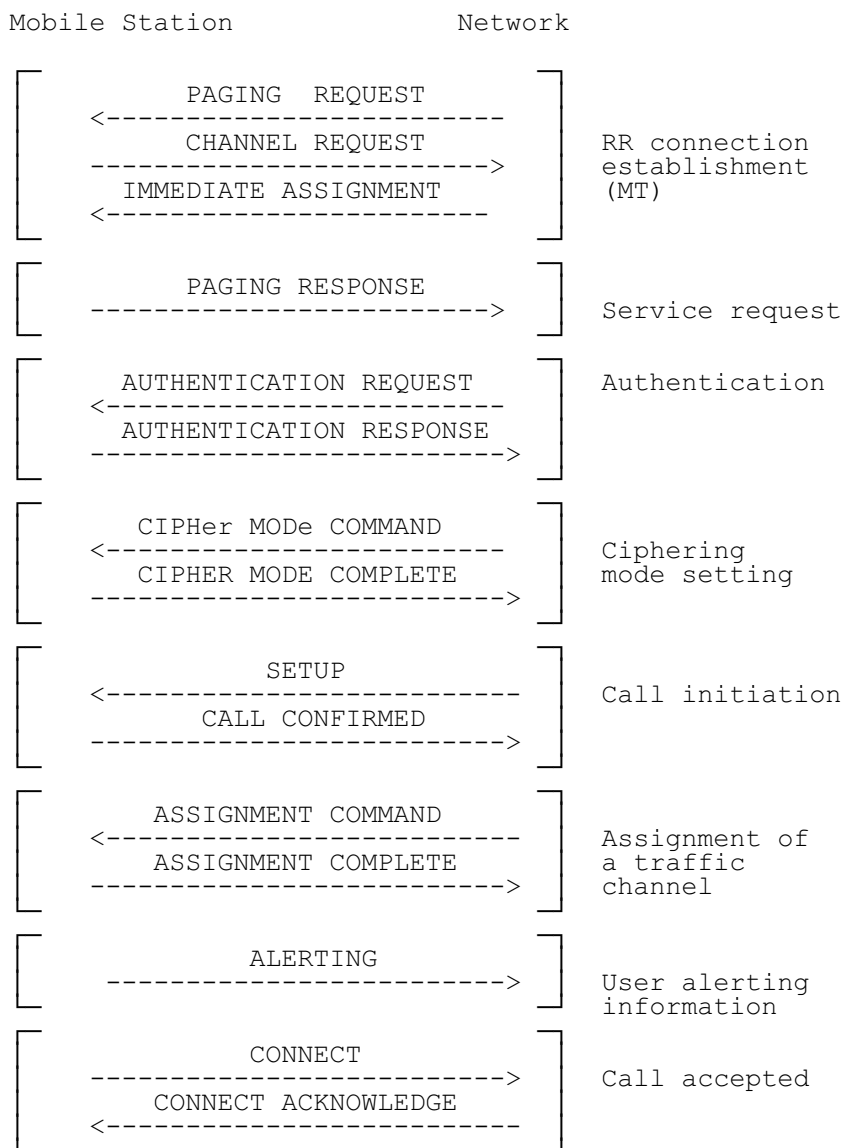 Mobile Station Network
PAGING REQUEST
<-------------------------
CHANNEL REQUEST RR connection
-------------------------> establishment
IMMEDIATE ASSIGNMENT (MT)
<------------------------
PAGING RESPONSE
-------------------------> Service request
AUTHENTICATION REQUEST Authentication
<-------------------------
AUTHENTICATION RESPONSE
-------------------------->
CIPHer MODe COMMAND
<------------------------- Ciphering
CIPHER MODE COMPLETE mode setting
-------------------------->
SETUP
<-------------------------- Call initiation
CALL CONFIRMED
-------------------------->
ASSIGNMENT COMMAND
<-------------------------- Assignment of
ASSIGNMENT COMPLETE a traffic
--------------------------> channel
ALERTING
-------------------------> User alerting
information
CONNECT
--------------------------> Call accepted
CONNECT ACKNOWLEDGE
<--------------------------